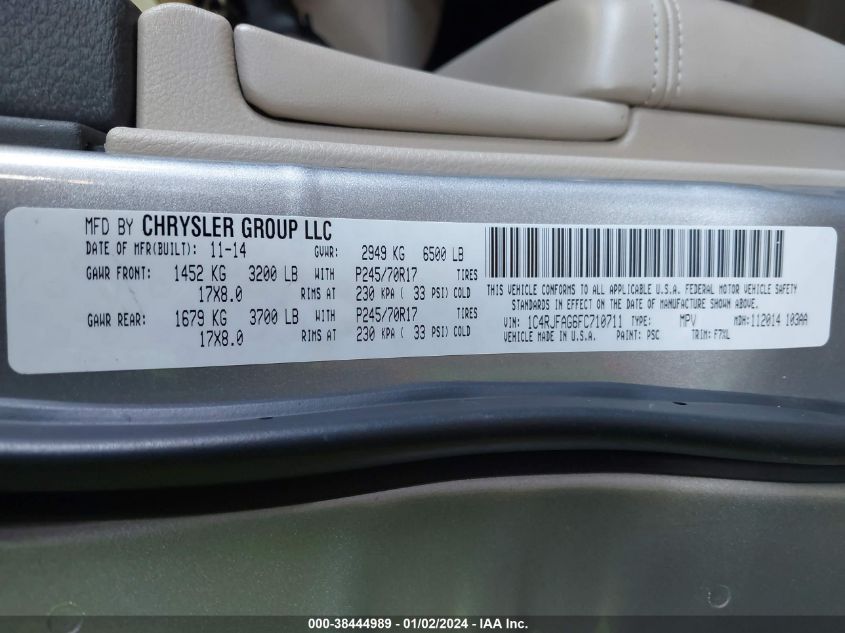 MFD BY CHRYSLER GROUP LLC
DATE OF MFR(BUILT): 11-14 GVWR: 2949 KG 6500 LB
GAWR FRONT: 1452 KG 3200 LB WITH P245/70R17 TIRES
17X8.0 RIMS AT 230 KPA ( 33 PSI) COLD
GAWR REAR: 1679 KG 3700 LB WITH P245/70R17 TIRES
17X8.0 RIMS AT 230 KPA ( 33 PSI) COLD
THIS VEHICLE CONFORMS TO ALL APPLICABLE U.S.A. FEDERAL MOTOR VEHICLE SAFETY
STANDARDS IN EFFECT ON THE DATE OF MANUFACTURE SHOWN ABOVE.
VIN: 1C4RJFAG6FC710711 TYPE: MPV MDH:112014 103AA
VEHICLE MADE IN U.S.A. PAINT: PSC TRIM: F7XL
000-38444989 - 01/02/2024 - IAA Inc.